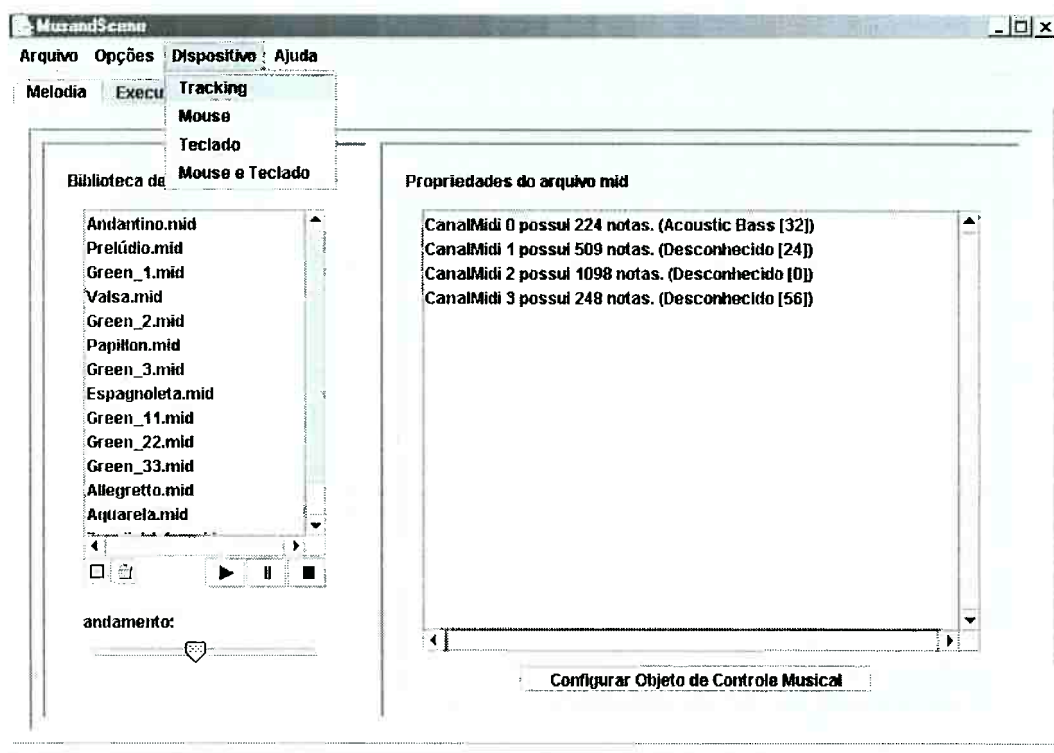 MusandScene
Arquivo Opções Dispositivo Ajuda
Melodia Execu
Tracking
Mouse
Teclado
Mouse e Teclado
Biblioteca de
Andantino.mid
Prelúdio.mid
Green_1.mid
Valsa.mid
Green_2.mid
Papillon.mid
Green_3.mid
Espagnoleta.mid
Green_11.mid
Green_22.mid
Green_33.mid
Allegretto.mid
Aquarela.mid
andamento:
Propriedades do arquivo mid
CanalMidi 0 possui 224 notas. (Acoustic Bass [32])
CanalMidi 1 possui 509 notas. (Desconhecido [24])
CanalMidi 2 possui 1098 notas. (Desconhecido [0])
CanalMidi 3 possui 248 notas. (Desconhecido [56])
Configurar Objeto de Controle Musical